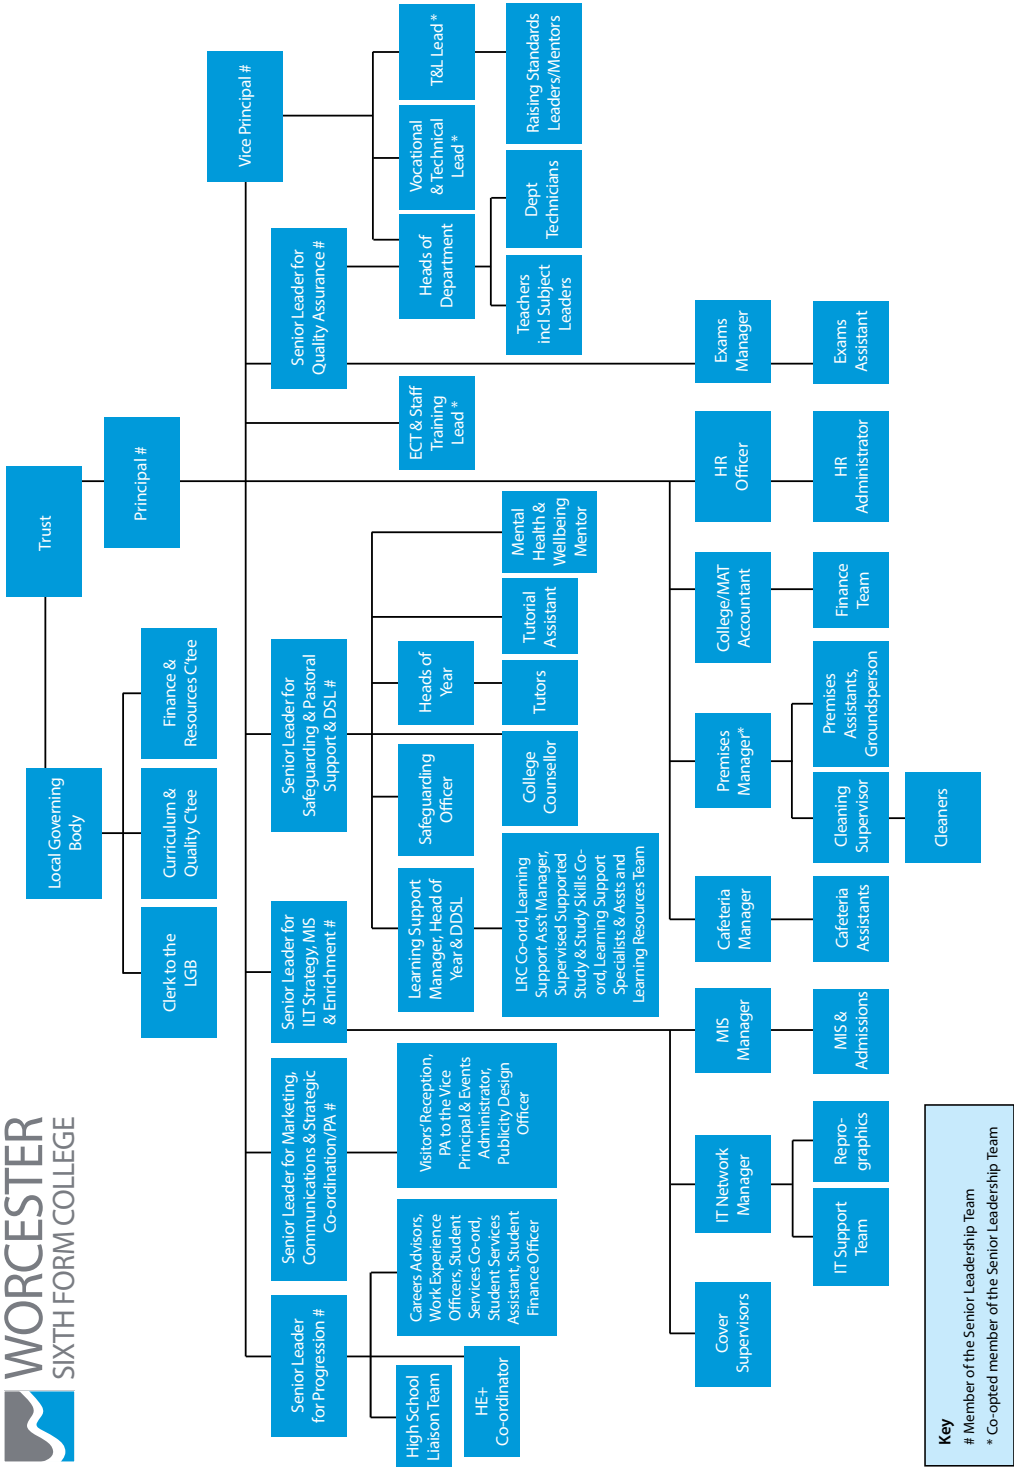 WORCESTER
SIXTH FORM COLLEGE
Trust
Local Governing
Body
Principal #
Clerk to the
LGB
Curriculum &
Quality C'tee
Finance &
Resources C'tee
Vice Principal #
Senior Leader
for Progression #
Senior Leader for Marketing,
Communications & Strategic
Co-ordination/PA #
Senior Leader for
ILT Strategy, MIS
& Enrichment #
Senior Leader for
Safeguarding & Pastoral
Support & DSL #
Senior Leader for
Quality Assurance #
High School
Liaison Team
HE+
Co-ordinator
Careers Advisors,
Work Experience
Officers, Student
Services Co-ord,
Student Services
Assistant, Student
Finance Officer
Visitors' Reception,
PA to the Vice
Principal & Events
Administrator,
Publicity Design
Officer
Learning Support
Manager, Head of
Year & DDSL
Safeguarding
Officer
Heads of
Year
ECT & Staff
Training
Lead *
Heads of
Department
Vocational
& Technical
Lead *
T&L Lead *
LRC Co-ord, Learning
Support Ass't Manager,
Supervised Supported
Study & Study Skills Co-
ord, Learning Support
Specialists & Assts and
Learning Resources Team
College
Counsellor
Tutors
Tutorial
Assistant
Mental
Health &
Wellbeing
Mentor
Teachers
incl Subject
Leaders
Dept
Technicians
Raising Standards
Leaders/Mentors
Cover
Supervisors
IT Network
Manager
MIS
Manager
Cafeteria
Manager
Premises
Manager*
College/MAT
Accountant
HR
Officer
Exams
Manager
IT Support
Team
Repro-
graphics
MIS &
Admissions
Cafeteria
Assistants
Cleaning
Supervisor
Premises
Assistants,
Groundsperson
Finance
Team
HR
Administrator
Exams
Assistant
Cleaners
Key
# Member of the Senior Leadership Team
* Co-opted member of the Senior Leadership Team